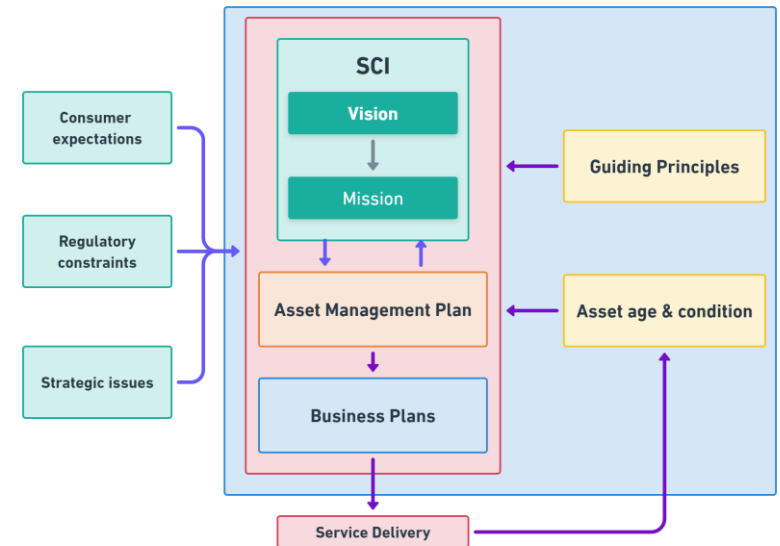 SCI
Vision
Mission
Consumer
expectations
Regulatory
constraints
Strategic issues
Asset Management Plan
Business Plans
Guiding Principles
Asset age & condition
Service Delivery